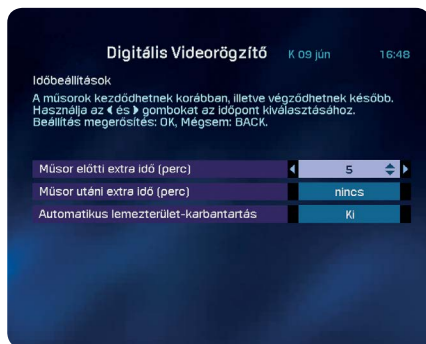 Digitális Videorögzítő K 09 jún 16:48
Időbeállítások
A műsorok kezdődhetnek korábban, illetve végződhetnek később.
Használja az ◀ és ▶ gombokat az időpont kiválasztásához.
Beállítás megerősítés: OK, Mégsem: BACK.
Műsor előtti extra idő (perc) 5
Műsor utáni extra idő (perc) nincs
Automatikus lemezterület-karbantartás Ki